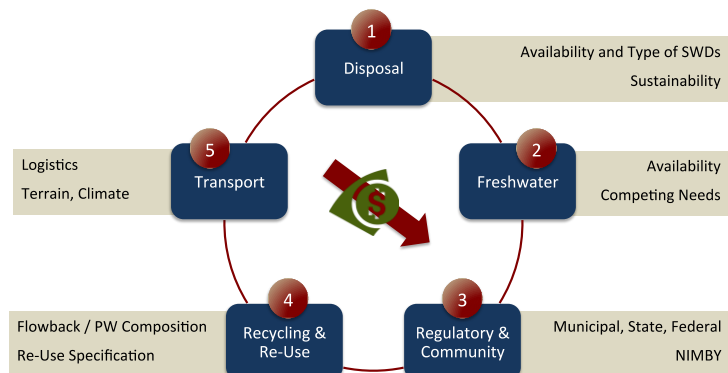 1
Disposal
Availability and Type of SWDs
Sustainability
2
Freshwater
Availability
Competing Needs
3
Regulatory &
Community
Municipal, State, Federal
NIMBY
4
Recycling &
Re-Use
Flowback / PW Composition
Re-Use Specification
5
Transport
Logistics
Terrain, Climate
$